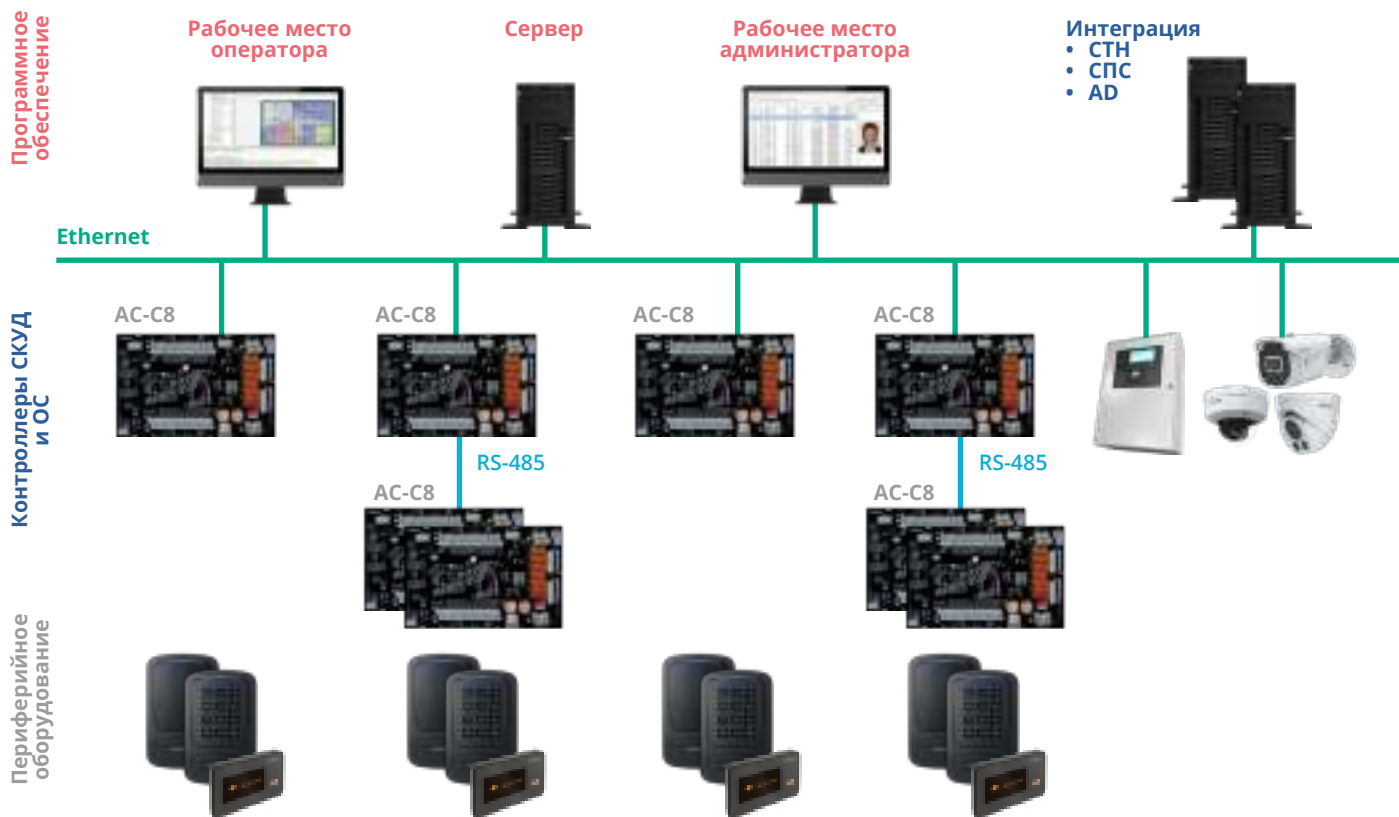 Программное
обеспечение
Рабочее место
оператора
Сервер
Рабочее место
администратора
Интеграция
• СТН
• СПС
• AD
Ethernet
Контроллеры СКУД
и ОС
AC-C8
AC-C8
AC-C8
AC-C8
RS-485
RS-485
AC-C8
AC-C8
Периферийное
оборудование